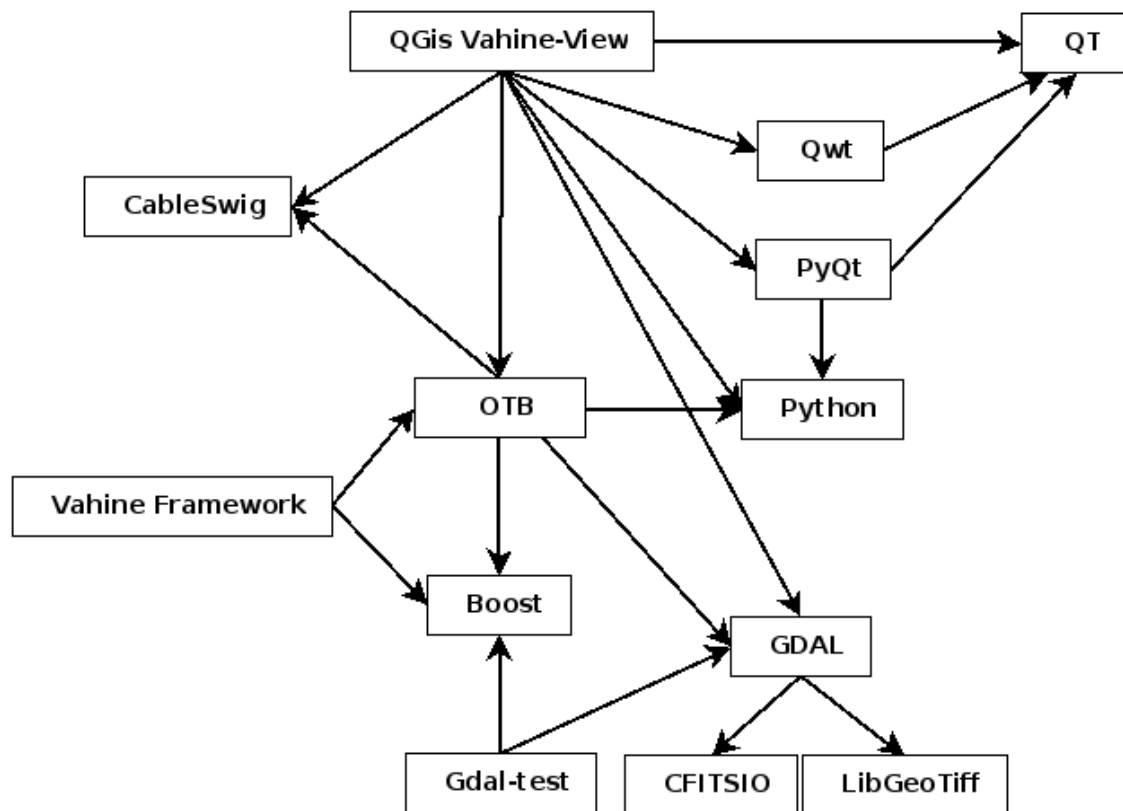 QGis Vahine-View
QT
Qwt
CableSwig
PyQt
OTB
Python
Vahine Framework
Boost
GDAL
Gdal-test
CFITSIO
LibGeoTiff